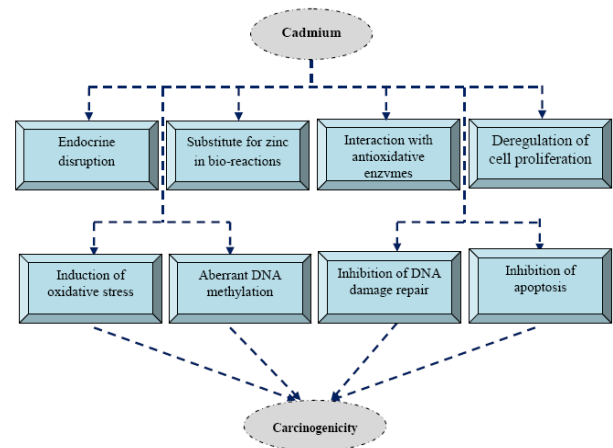 Cadmium
Endocrine
disruption
Substitute for zinc
in bio-reactions
Interaction with
antioxidative
enzymes
Deregulation of
cell proliferation
Induction of
oxidative stress
Aberrant DNA
methylation
Inhibition of DNA
damage repair
Inhibition of
apoptosis
Carcinogenicity